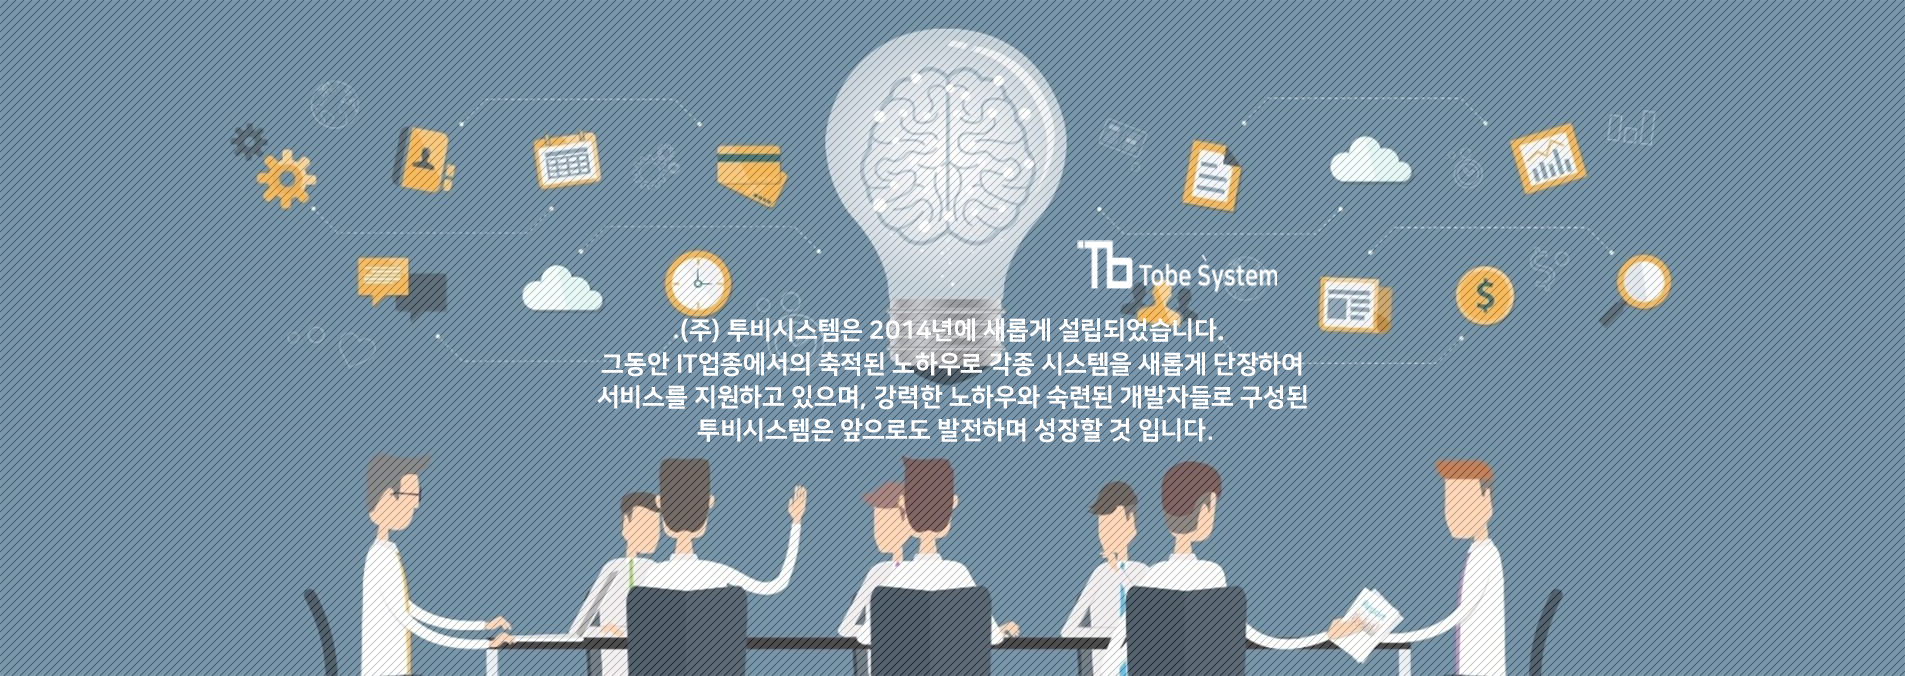 Tobe System
.(주) 투비시스템은 2014년에 새롭게 설립되었습니다.
그동안 IT업종에서의 축적된 노하우로 각종 시스템을 새롭게 단장하여
서비스를 지원하고 있으며, 강력한 노하우와 숙련된 개발자들로 구성된
투비시스템은 앞으로도 발전하며 성장할 것 입니다.